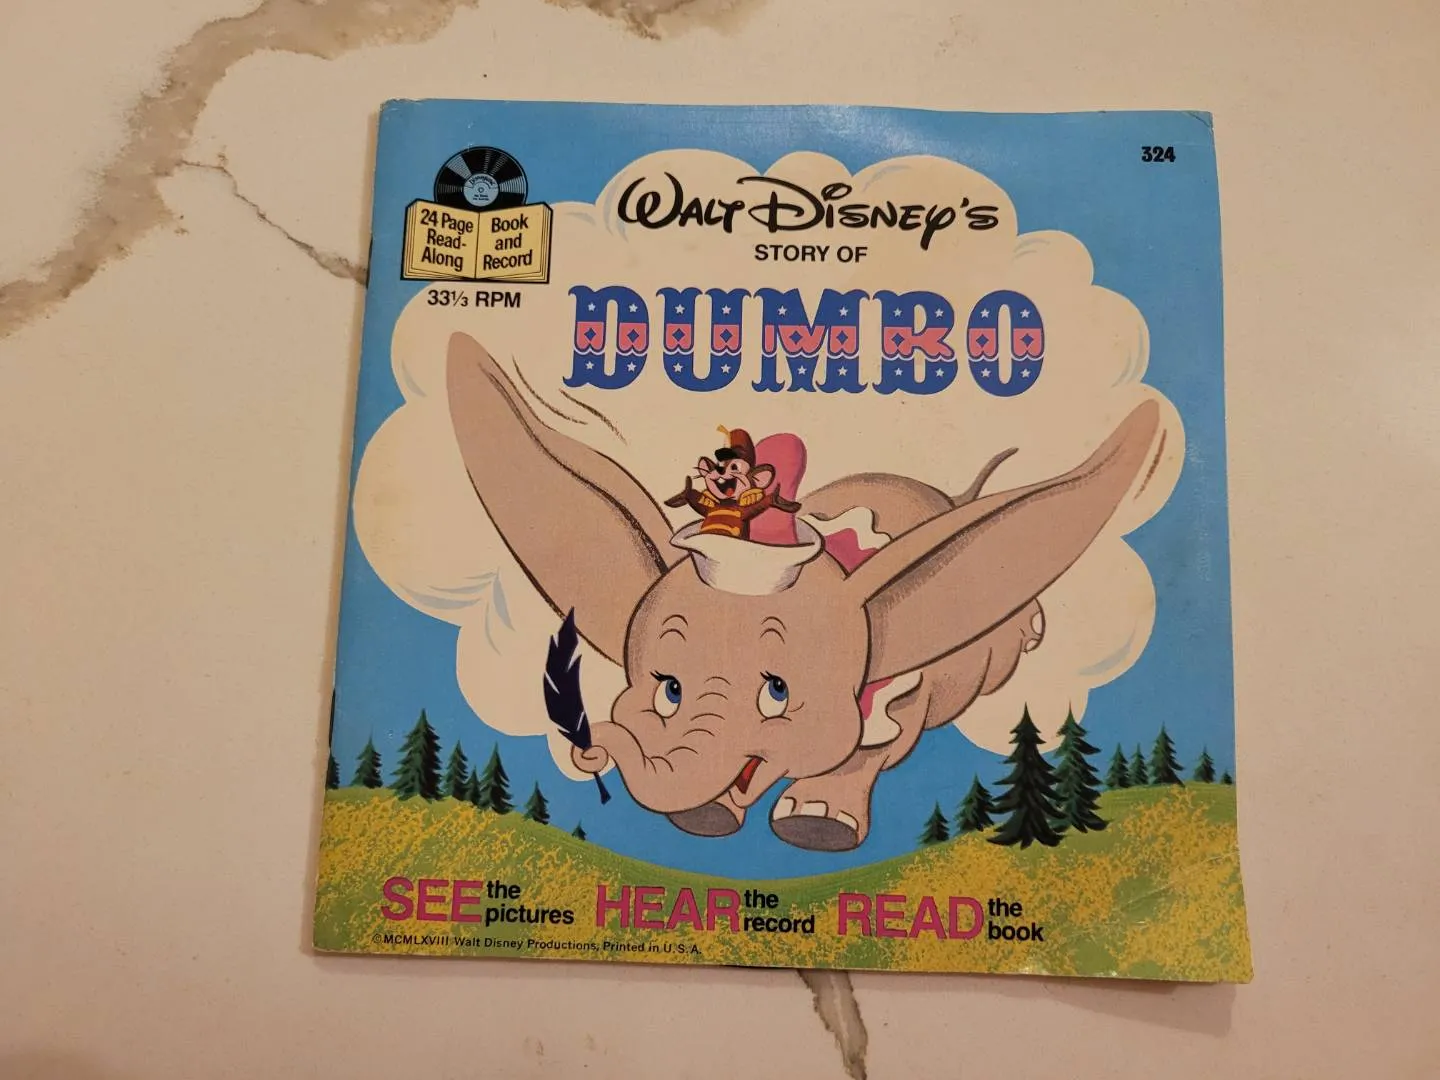 324
24 Page
Read-
Along
Book
and
Record
33⅓ RPM
WALT DISNEY'S
STORY OF
DUMBO
SEE the pictures HEAR the record READ the book
©MCMLXVIII Walt Disney Productions, Printed in U.S.A.